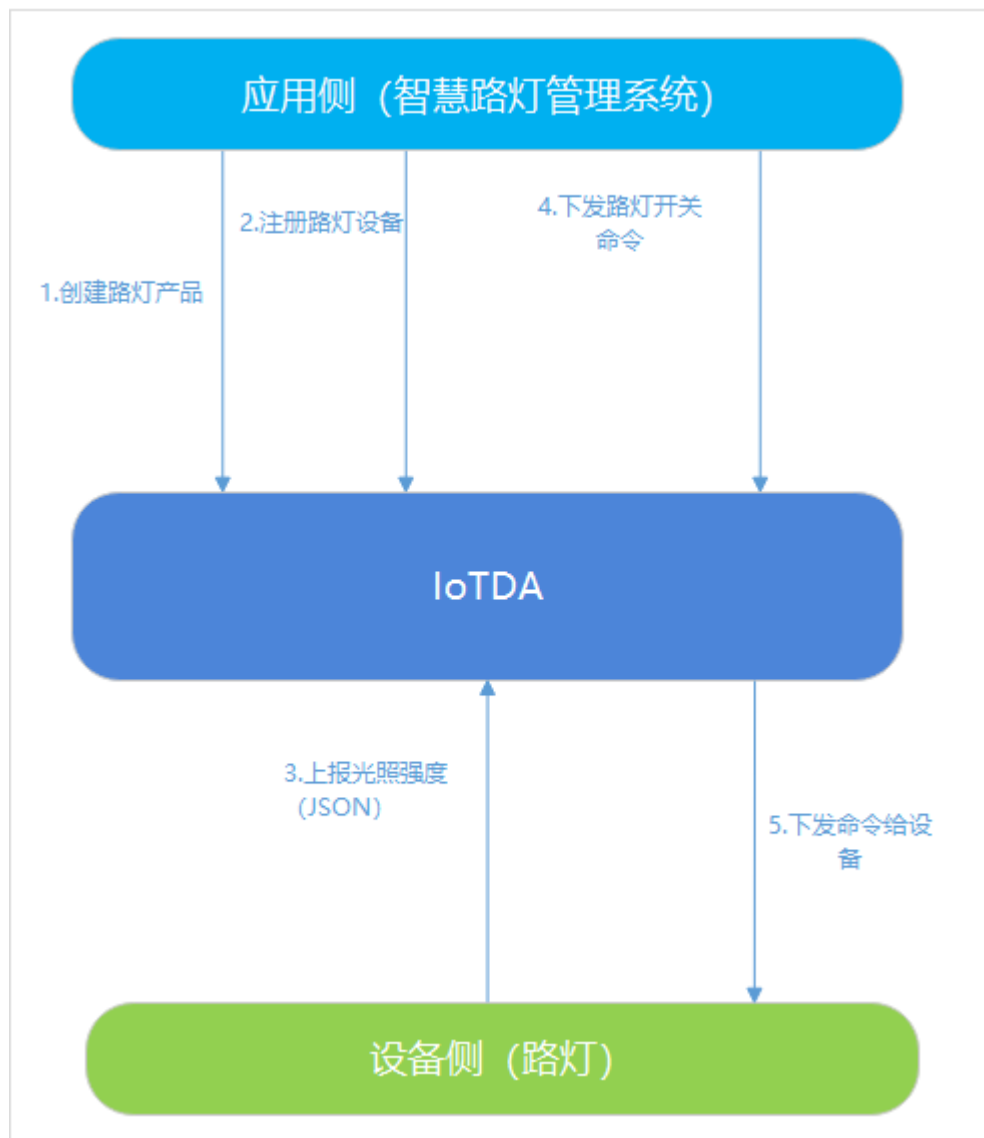 应用侧（智慧路灯管理系统）
2.注册路灯设备
4.下发路灯开关
命令
1.创建路灯产品
IoTDA
3.上报光照强度
（JSON）
5.下发命令给设
备
设备侧（路灯）